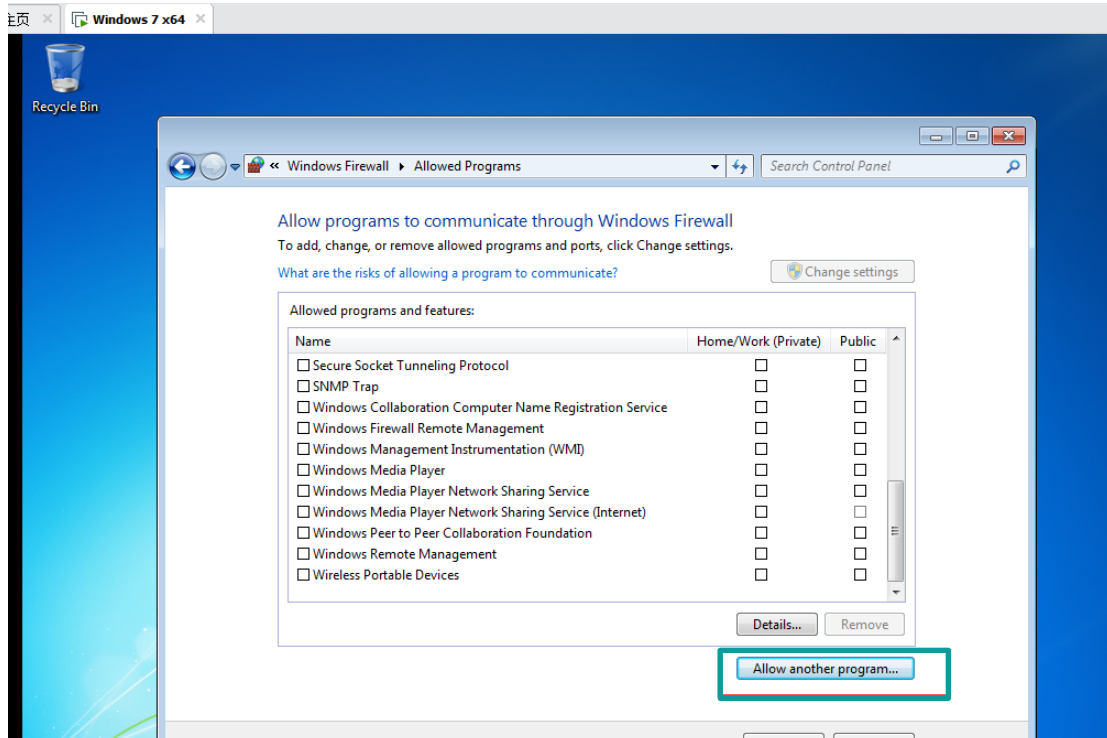 主页
Windows 7 x64
Recycle Bin
« Windows Firewall Allowed Programs
Search Control Panel
Allow programs to communicate through Windows Firewall
To add, change, or remove allowed programs and ports, click Change settings.
What are the risks of allowing a program to communicate?
Change settings
Allowed programs and features:
Name Home/Work (Private) Public
Secure Socket Tunneling Protocol
SNMP Trap
Windows Collaboration Computer Name Registration Service
Windows Firewall Remote Management
Windows Management Instrumentation (WMI)
Windows Media Player
Windows Media Player Network Sharing Service
Windows Media Player Network Sharing Service (Internet)
Windows Peer to Peer Collaboration Foundation
Windows Remote Management
Wireless Portable Devices
Details... Remove
Allow another program...